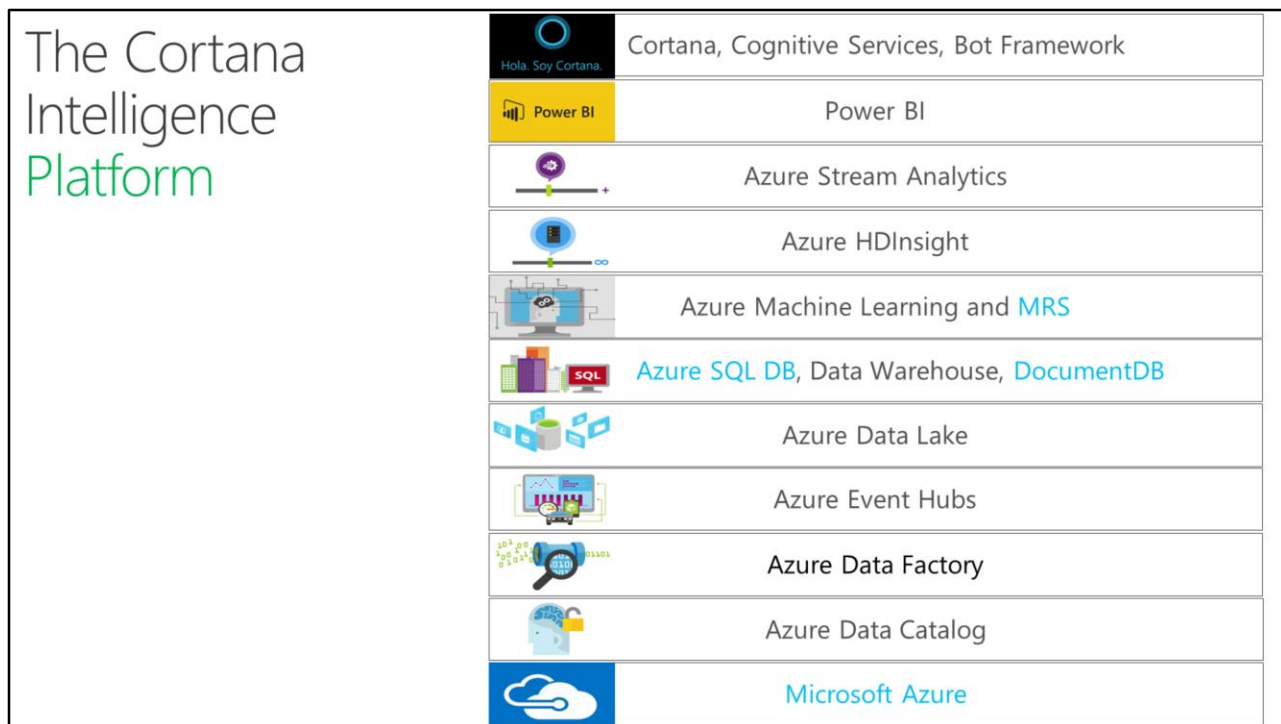 The Cortana
Intelligence
Platform
Hola. Soy Cortana.
Cortana, Cognitive Services, Bot Framework
Power BI
Power BI
+
Azure Stream Analytics
∞
Azure HDInsight
Azure Machine Learning and MRS
SQL
Azure SQL DB, Data Warehouse, DocumentDB
Azure Data Lake
Azure Event Hubs
01101
Azure Data Factory
Azure Data Catalog
Microsoft Azure